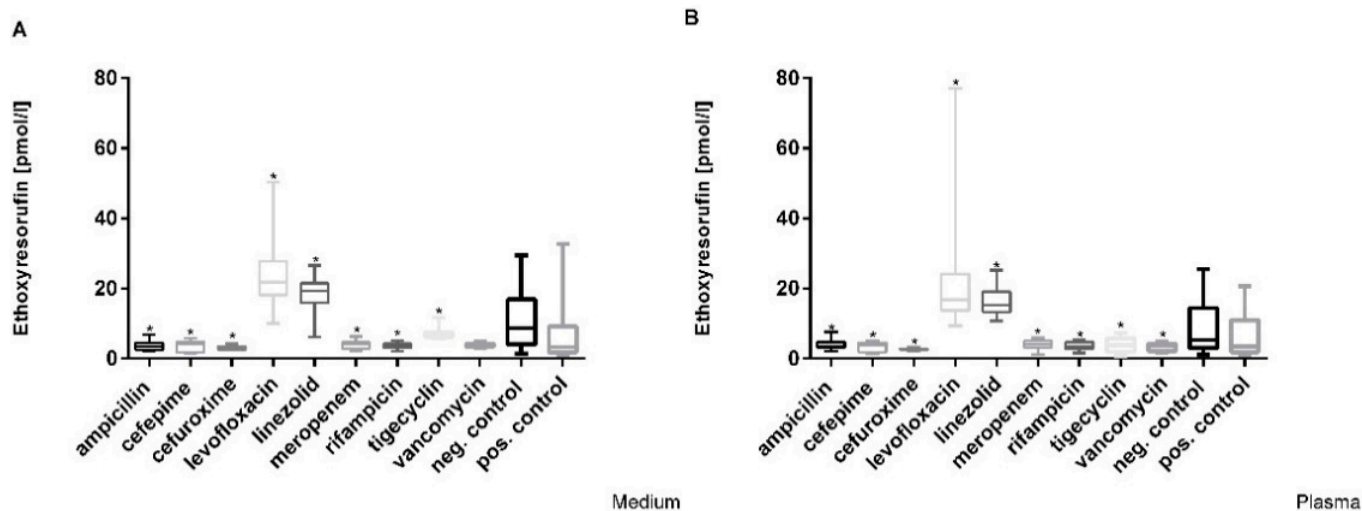 A
Ethoxyresorufin [pmol/l]
80
60
40
20
0
* * * * * * * *
ampicillin
cefepime
cefuroxime
levofloxacin
linezolid
meropenem
rifampicin
tigecyclin
vancomycin
neg. control
pos. control
Medium
B
Ethoxyresorufin [pmol/l]
80
60
40
20
0
* * * * * * * * *
ampicillin
cefepime
cefuroxime
levofloxacin
linezolid
meropenem
rifampicin
tigecyclin
vancomycin
neg. control
pos. control
Plasma